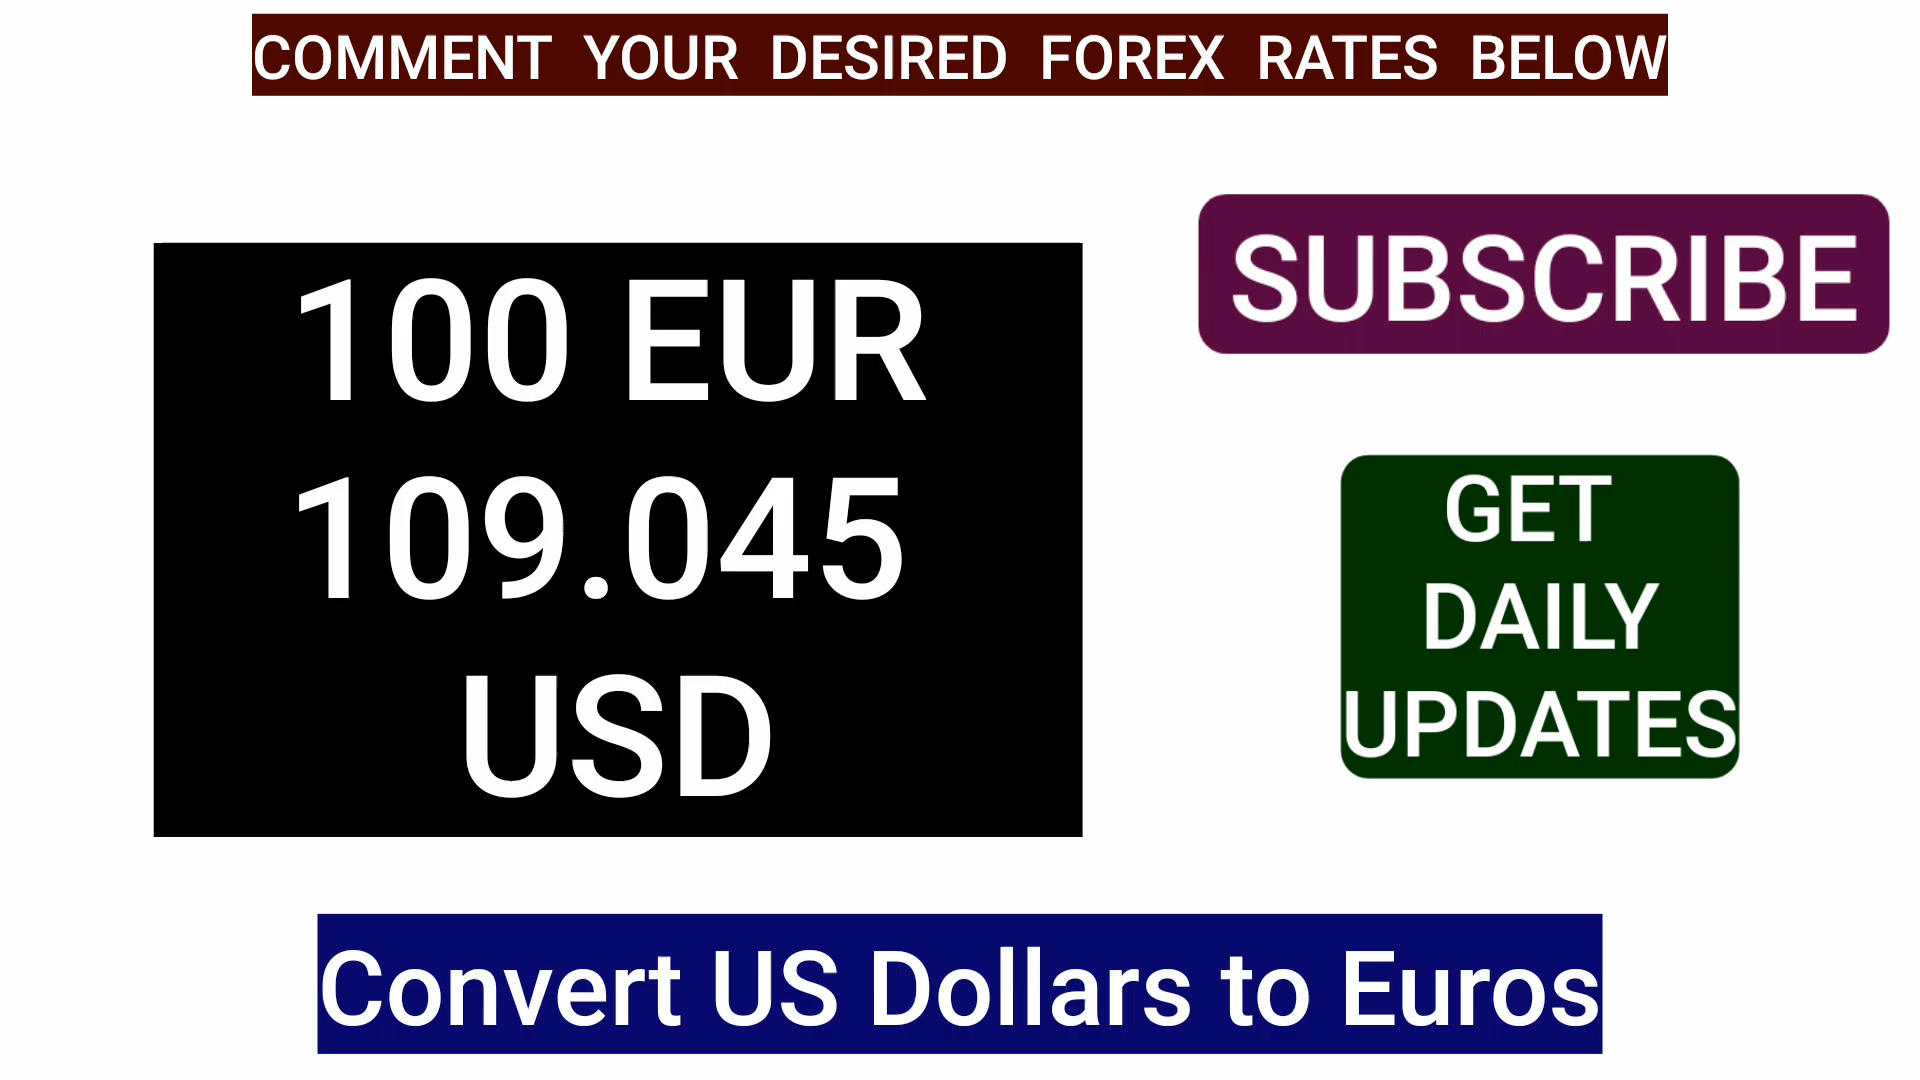 COMMENT YOUR DESIRED FOREX RATES BELOW
100 EUR
109.045
USD
SUBSCRIBE
GET
DAILY
UPDATES
Convert US Dollars to Euros